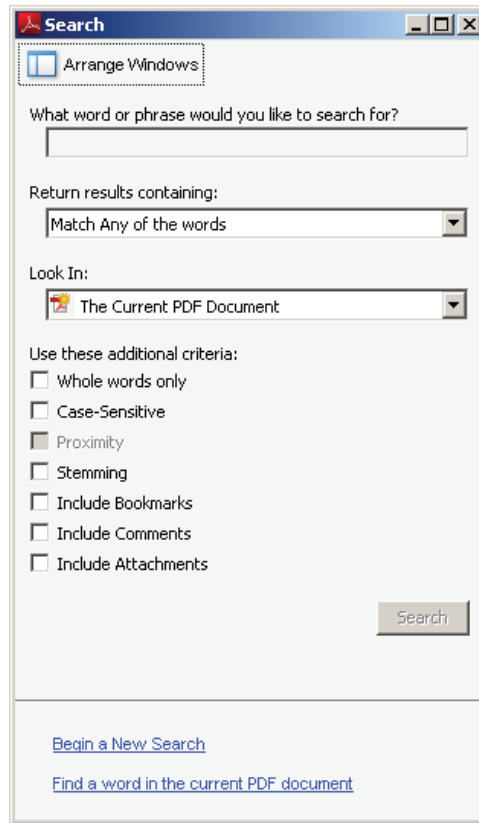 Search
Arrange Windows
What word or phrase would you like to search for?
Return results containing:
Match Any of the words
Look In:
The Current PDF Document
Use these additional criteria:
Whole words only
Case-Sensitive
Proximity
Stemming
Include Bookmarks
Include Comments
Include Attachments
Search
Begin a New Search
Find a word in the current PDF document